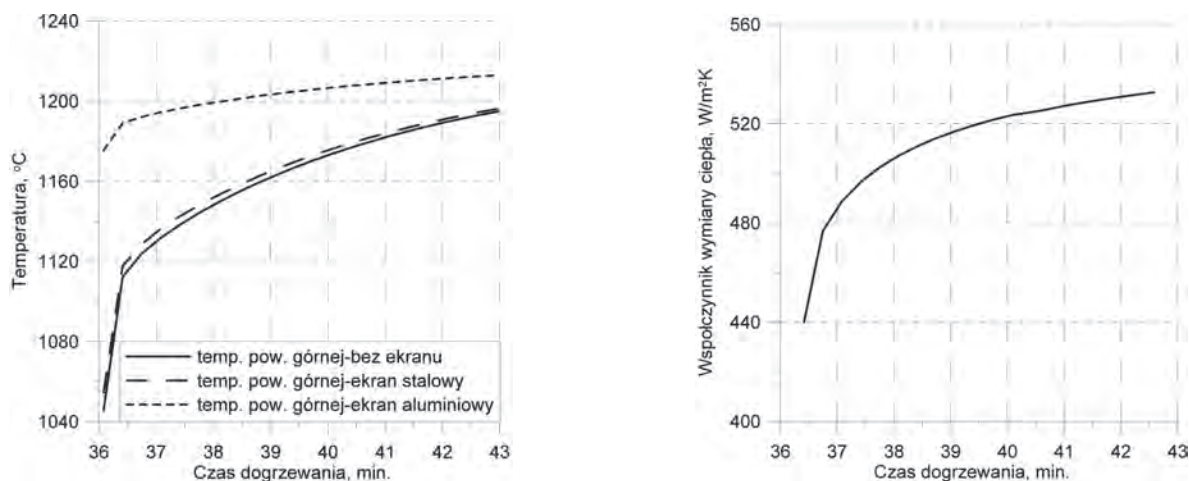 1240
1200
1160
1120
1080
1040
Temperatura, °C
temp. pow. górnej-bez ekranu
temp. pow. górnej-ekran stalowy
temp. pow. górnej-ekran aluminiowy
36 37 38 39 40 41 42 43
Czas dogrzewania, min.
560
520
480
440
400
Współczynnik wymiany ciepła, W/m²K
36 37 38 39 40 41 42 43
Czas dogrzewania, min.